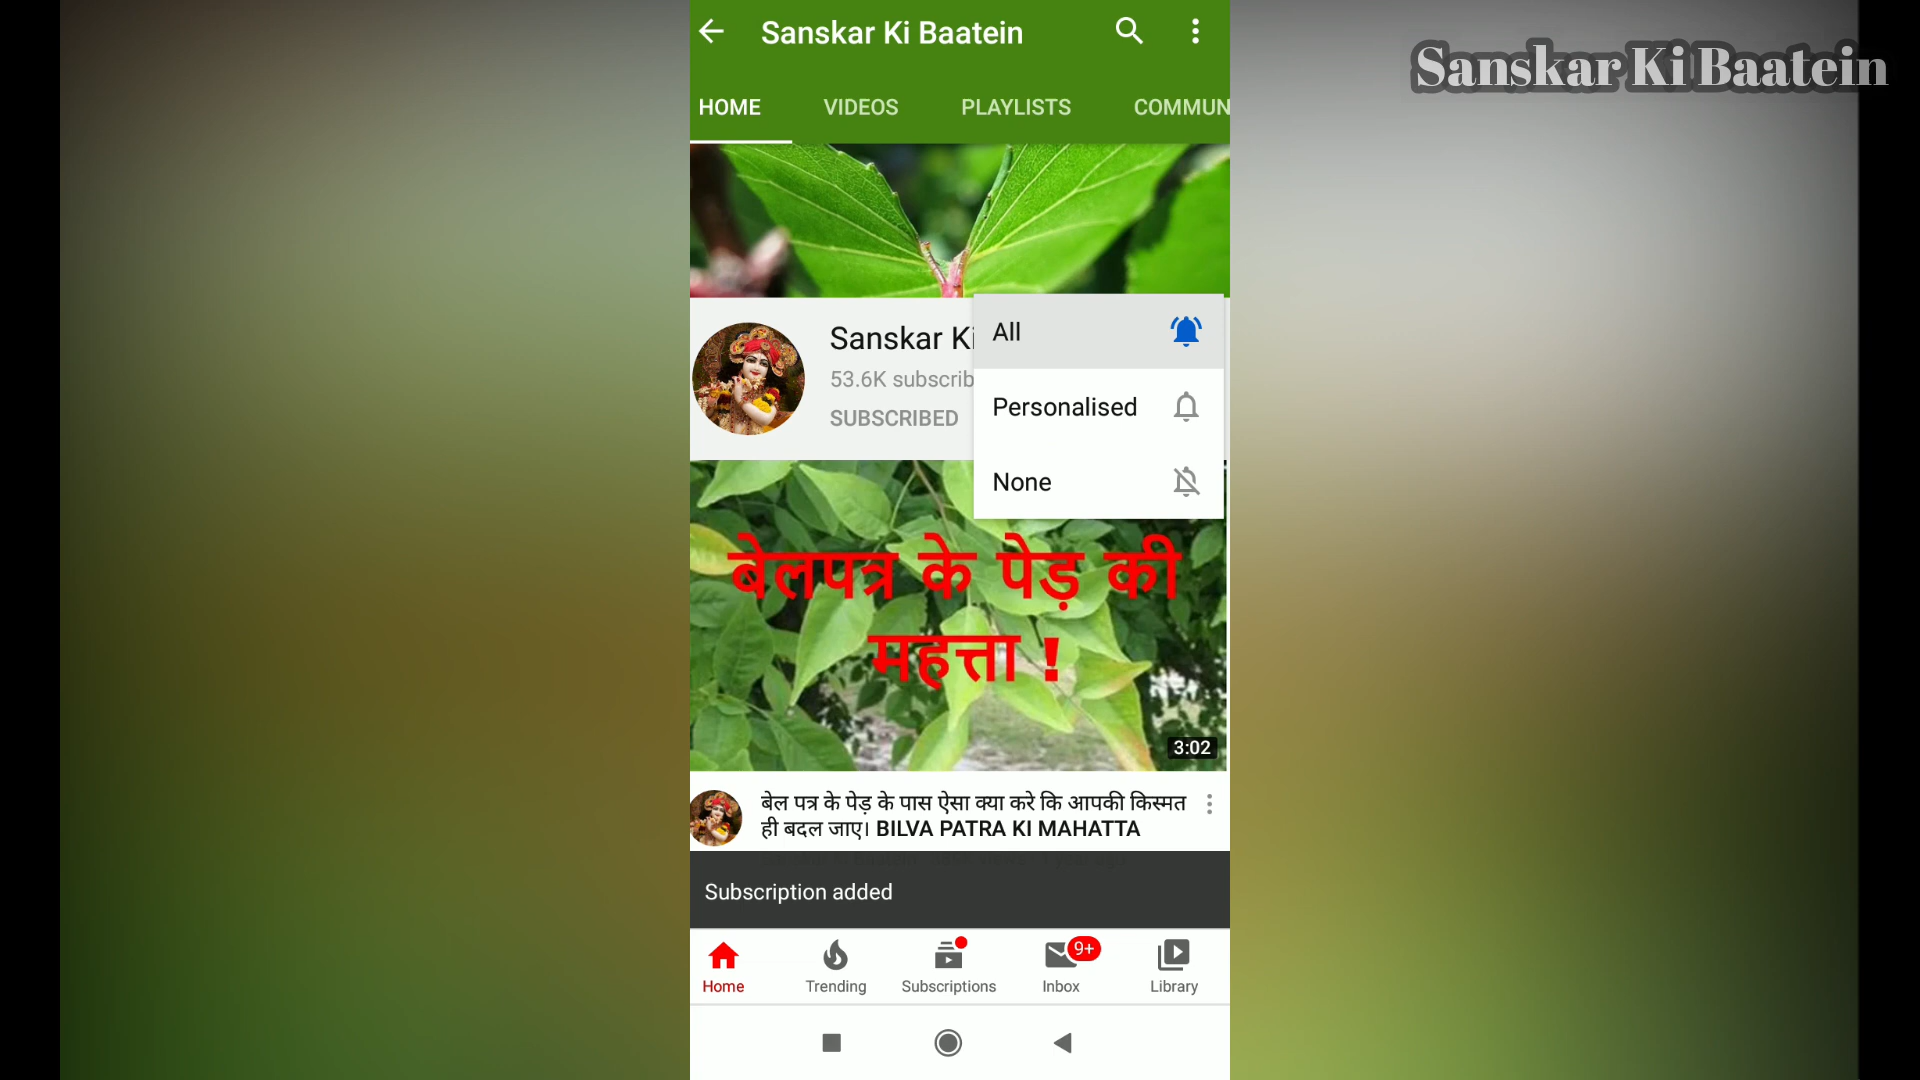 Sanskar Ki Baatein
Sanskar Ki Baatein
HOME VIDEOS PLAYLISTS COMMUN
Sanskar Ki
53.6K subscrib
SUBSCRIBED
All
Personalised
None
बेलपत्र के पेड़ की
महत्ता !
3:02
बेल पत्र के पेड़ के पास ऐसा क्या करे कि आपकी किस्मत
ही बदल जाए। BILVA PATRA KI MAHATTA
Subscription added
9+
Home Trending Subscriptions Inbox Library